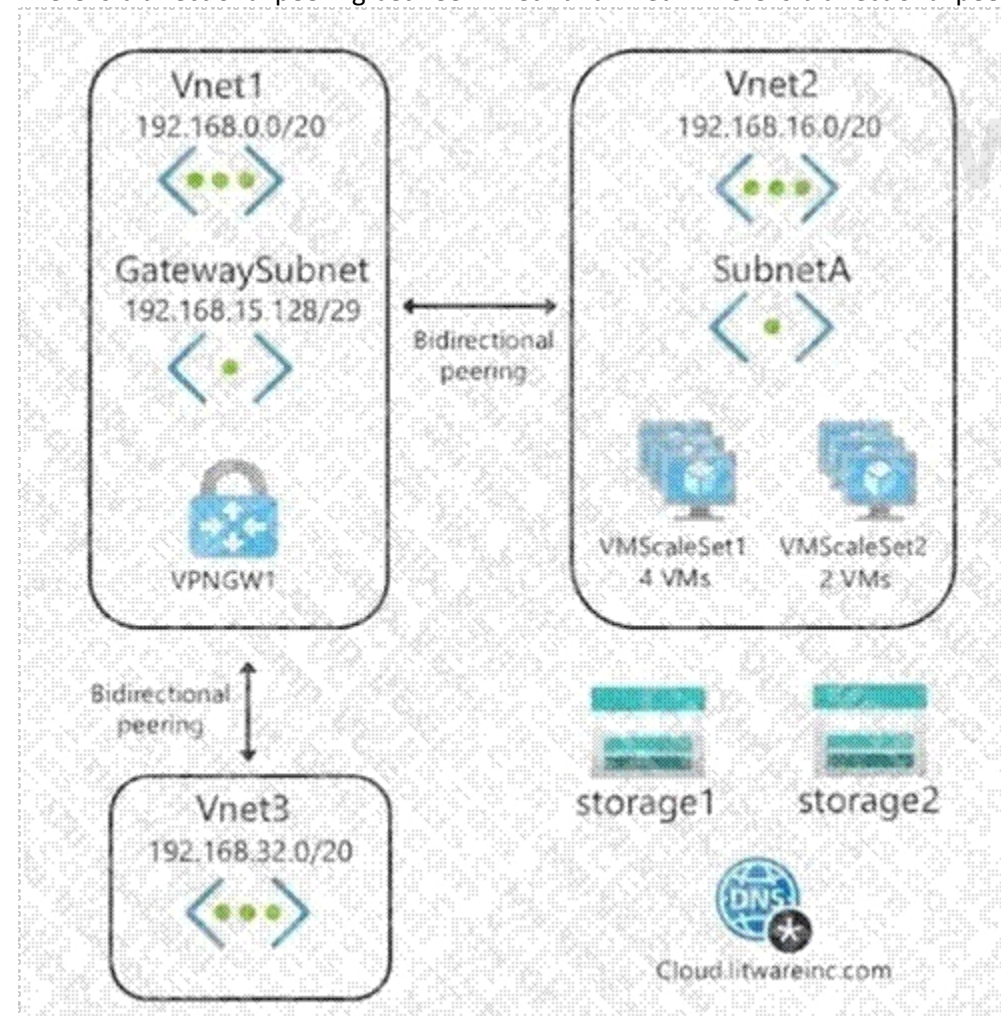 Vnet1
192.168.0.0/20
GatewaySubnet
192.168.15.128/29
VPNGW1
Bidirectional
peering
Vnet2
192.168.16.0/20
SubnetA
VMScaleSet1
4 VMs
VMScaleSet2
2 VMs
Bidirectional
peering
Vnet3
192.168.32.0/20
storage1
storage2
DNS
Cloud.litwareinc.com